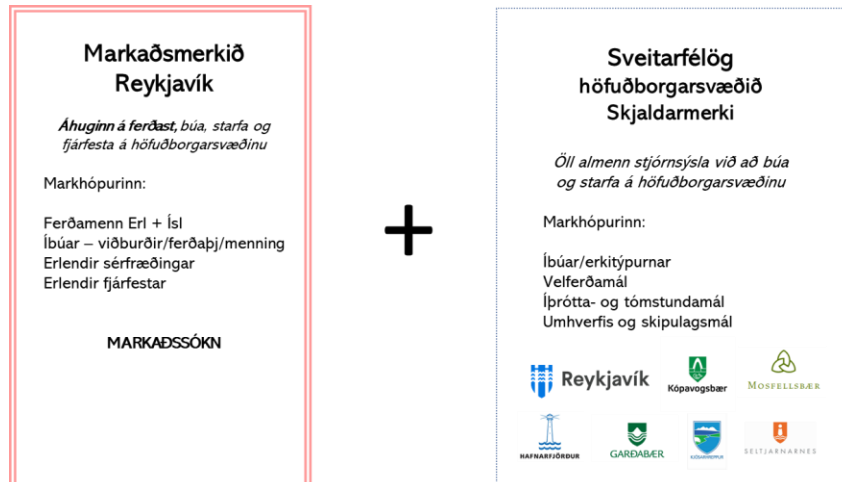 Markaðsmerkið
Reykjavík
Áhuginn á ferðast, búa, starfa og
fjárfesta á höfuðborgarsvæðinu
Markhópurinn:
Ferðamenn Erl + Ísl
Íbúar – viðburðir/ferðaþj/menning
Erlendir sérfræðingar
Erlendir fjárfestar
MARKAÐSSÓKN
+
Sveitarfélög
höfuðborgarsvæðið
Skjaldarmerki
Öll almenn stjórnsýsla við að búa
og starfa á höfuðborgarsvæðinu
Markhópurinn:
Íbúar/erkitýpurnar
Velferðamál
Íþrótta- og tómstundamál
Umhverfis og skipulagsmál
Reykjavík
Kópavogsbær
MOSFELLSBÆR
HAFNARFJÖRÐUR
GARÐABÆR
KJÓSARHREPPUR
SELTJARNARNES